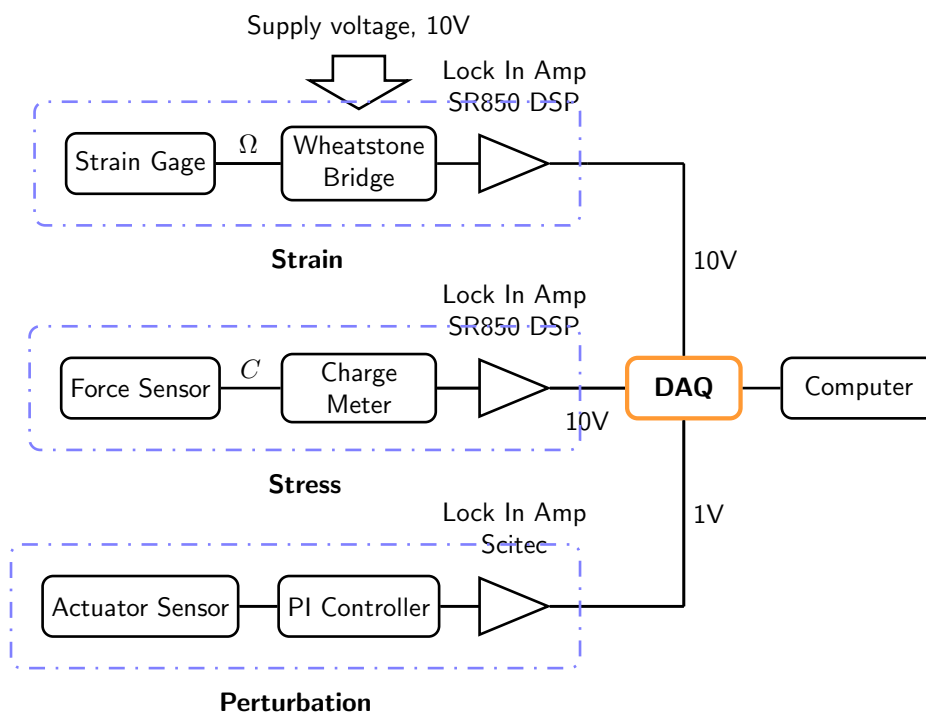 Supply voltage, 10V
Lock In Amp
SR850 DSP
Strain Gage
Ω
Wheatstone
Bridge
Strain
10V
Lock In Amp
SR850 DSP
Force Sensor
C
Charge
Meter
10V
DAQ
Computer
Stress
1V
Lock In Amp
Scitec
Actuator Sensor
PI Controller
Perturbation